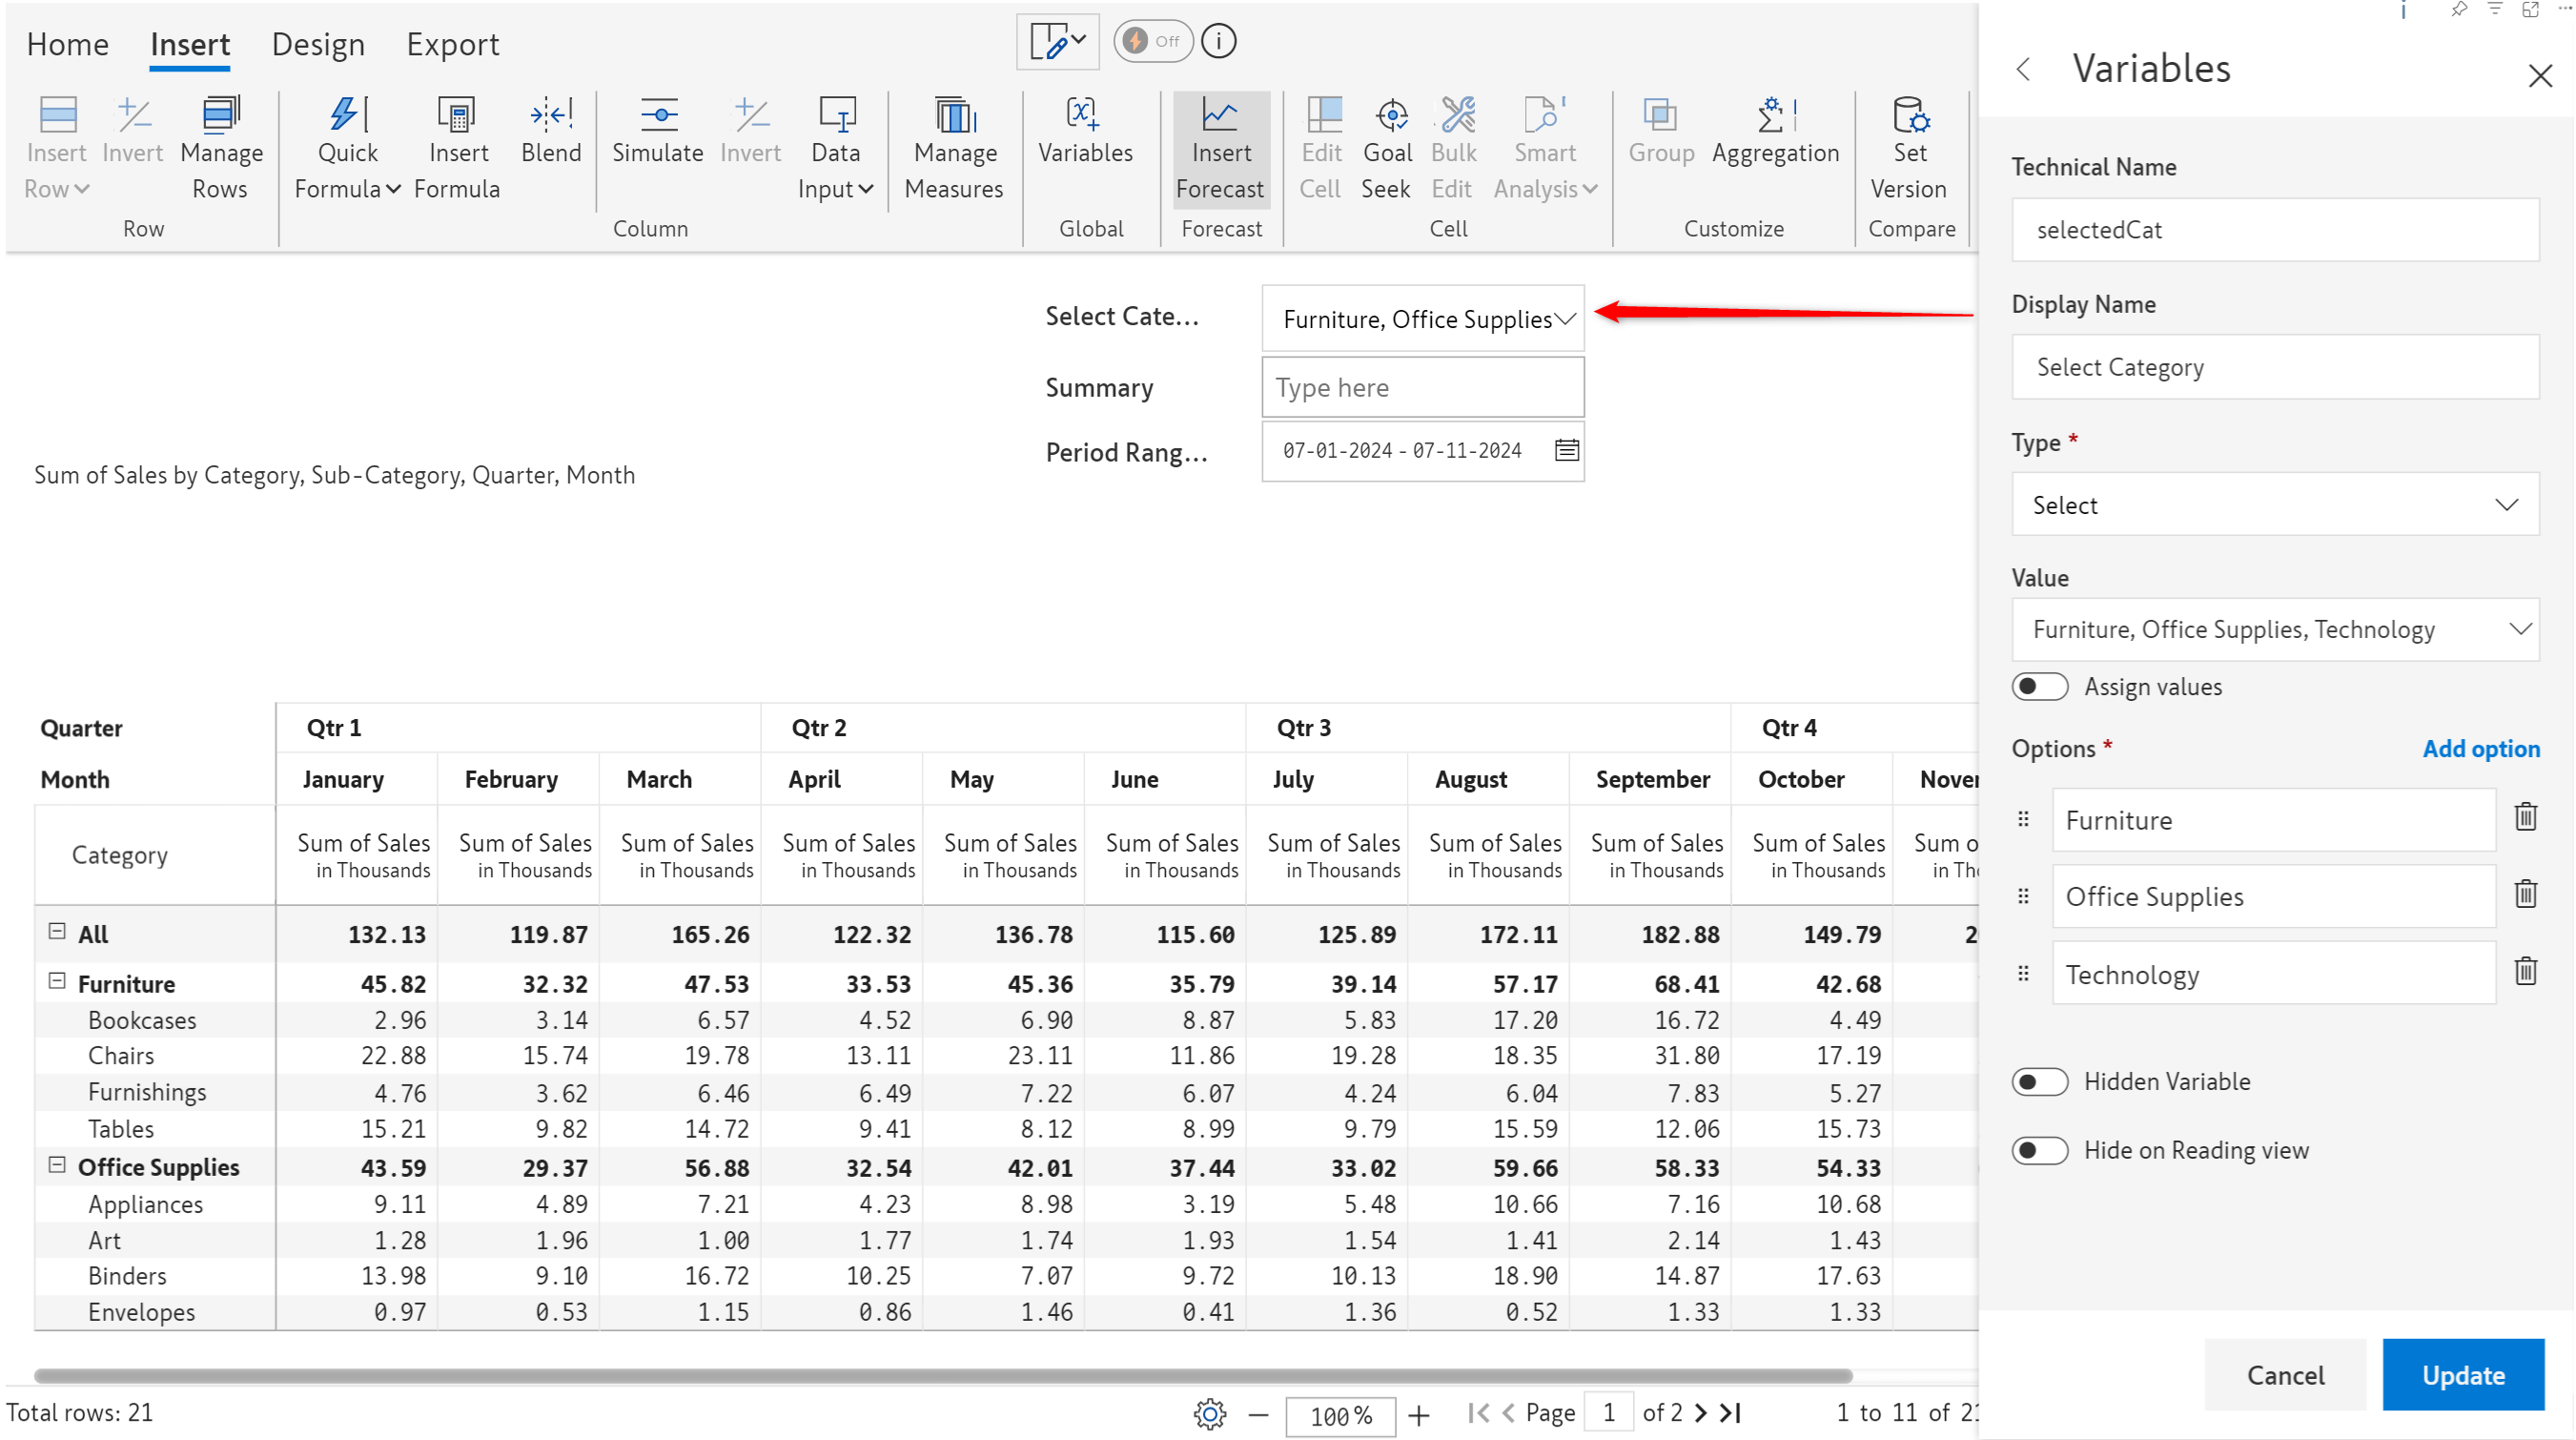 Home Insert Design Export
Off
Insert Row
Invert
Manage Rows
Quick Formula
Insert Formula
Blend
Simulate
Invert
Data Input
Manage Measures
Variables
Insert Forecast
Edit Cell
Goal Seek
Bulk Edit
Smart Analysis
Group
Aggregation
Set Version
Row
Column
Global
Forecast
Cell
Customize
Compare
Select Cate... Furniture, Office Supplies
Summary Type here
Period Rang... 07-01-2024 - 07-11-2024
Sum of Sales by Category, Sub-Category, Quarter, Month
Quarter Qtr 1 Qtr 2 Qtr 3 Qtr 4
Month January February March April May June July August September October Nover
Category Sum of Sales Sum of Sales Sum of Sales Sum of Sales Sum of Sales Sum of Sales Sum of Sales Sum of Sales Sum of Sales Sum of Sales Sum o
in Thousands in Thousands in Thousands in Thousands in Thousands in Thousands in Thousands in Thousands in Thousands in Thousands in Th
All 132.13 119.87 165.26 122.32 136.78 115.60 125.89 172.11 182.88 149.79 2
Furniture 45.82 32.32 47.53 33.53 45.36 35.79 39.14 57.17 68.41 42.68
Bookcases 2.96 3.14 6.57 4.52 6.90 8.87 5.83 17.20 16.72 4.49
Chairs 22.88 15.74 19.78 13.11 23.11 11.86 19.28 18.35 31.80 17.19
Furnishings 4.76 3.62 6.46 6.49 7.22 6.07 4.24 6.04 7.83 5.27
Tables 15.21 9.82 14.72 9.41 8.12 8.99 9.79 15.59 12.06 15.73
Office Supplies 43.59 29.37 56.88 32.54 42.01 37.44 33.02 59.66 58.33 54.33
Appliances 9.11 4.89 7.21 4.23 8.98 3.19 5.48 10.66 7.16 10.68
Art 1.28 1.96 1.00 1.77 1.74 1.93 1.54 1.41 2.14 1.43
Binders 13.98 9.10 16.72 10.25 7.07 9.72 10.13 18.90 14.87 17.63
Envelopes 0.97 0.53 1.15 0.86 1.46 0.41 1.36 0.52 1.33 1.33
Total rows: 21
100%
Page 1 of 2
1 to 11 of 21
Variables
Technical Name
selectedCat
Display Name
Select Category
Type *
Select
Value
Furniture, Office Supplies, Technology
Assign values
Options * Add option
Furniture
Office Supplies
Technology
Hidden Variable
Hide on Reading view
Cancel Update